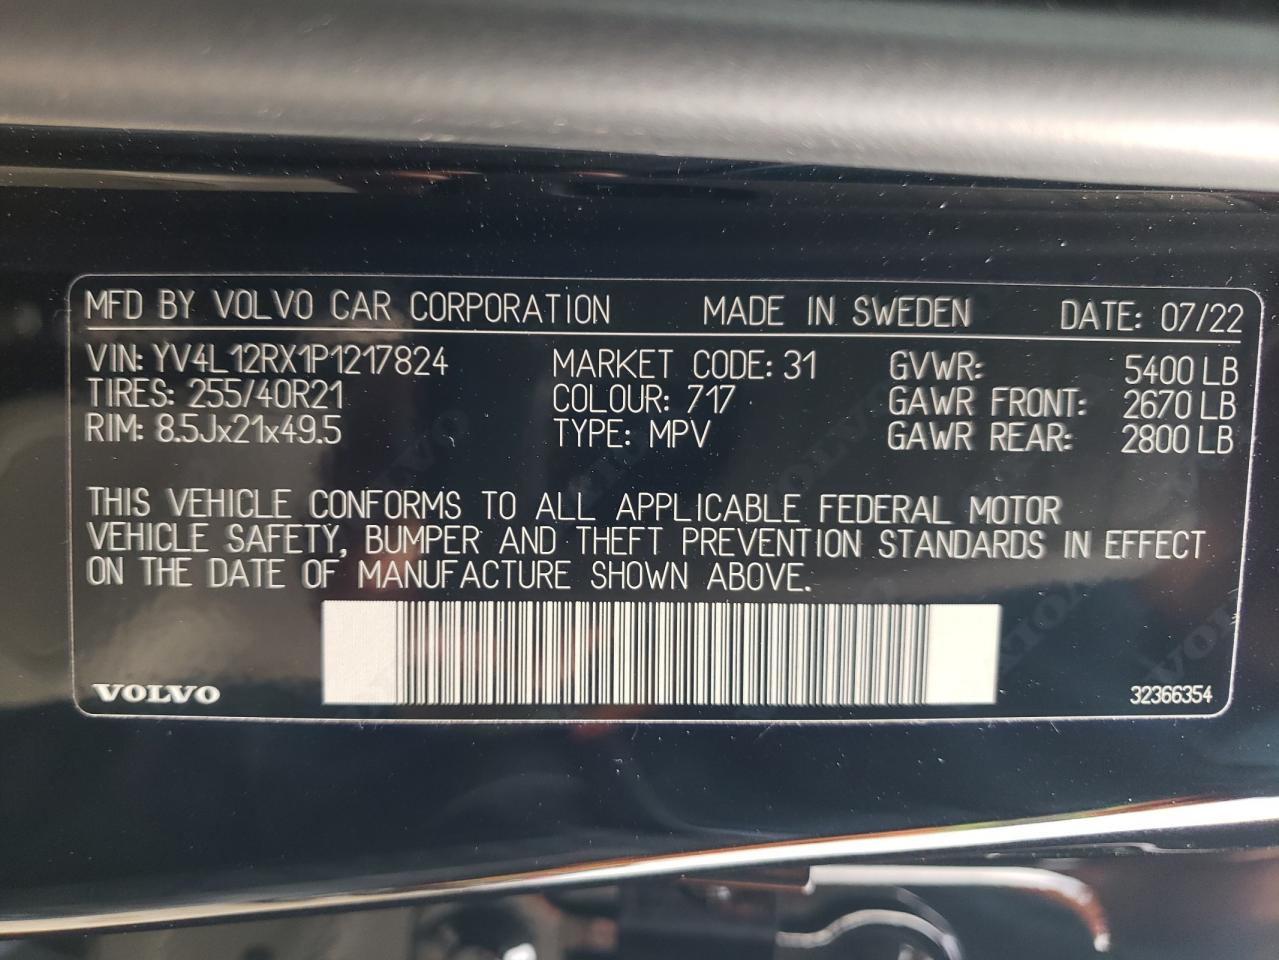 MFD BY VOLVO CAR CORPORATION MADE IN SWEDEN DATE: 07/22
VIN: YV4L12RX1P1217824 MARKET CODE: 31 GVWR: 5400 LB
TIRES: 255/40R21 COLOUR: 717 GAWR FRONT: 2670 LB
RIM: 8.5Jx21x49.5 TYPE: MPV GAWR REAR: 2800 LB
THIS VEHICLE CONFORMS TO ALL APPLICABLE FEDERAL MOTOR
VEHICLE SAFETY, BUMPER AND THEFT PREVENTION STANDARDS IN EFFECT
ON THE DATE OF MANUFACTURE SHOWN ABOVE.
VOLVO 32366354